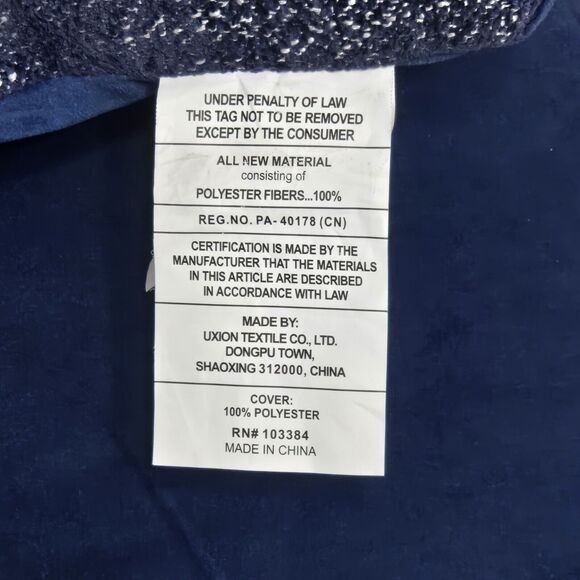 UNDER PENALTY OF LAW
THIS TAG NOT TO BE REMOVED
EXCEPT BY THE CONSUMER
ALL NEW MATERIAL
consisting of
POLYESTER FIBERS...100%
REG.NO. PA- 40178 (CN)
CERTIFICATION IS MADE BY THE
MANUFACTURER THAT THE MATERIALS
IN THIS ARTICLE ARE DESCRIBED
IN ACCORDANCE WITH LAW
MADE BY:
UXION TEXTILE CO., LTD.
DONGPU TOWN,
SHAOXING 312000, CHINA
COVER:
100% POLYESTER
RN# 103384
MADE IN CHINA